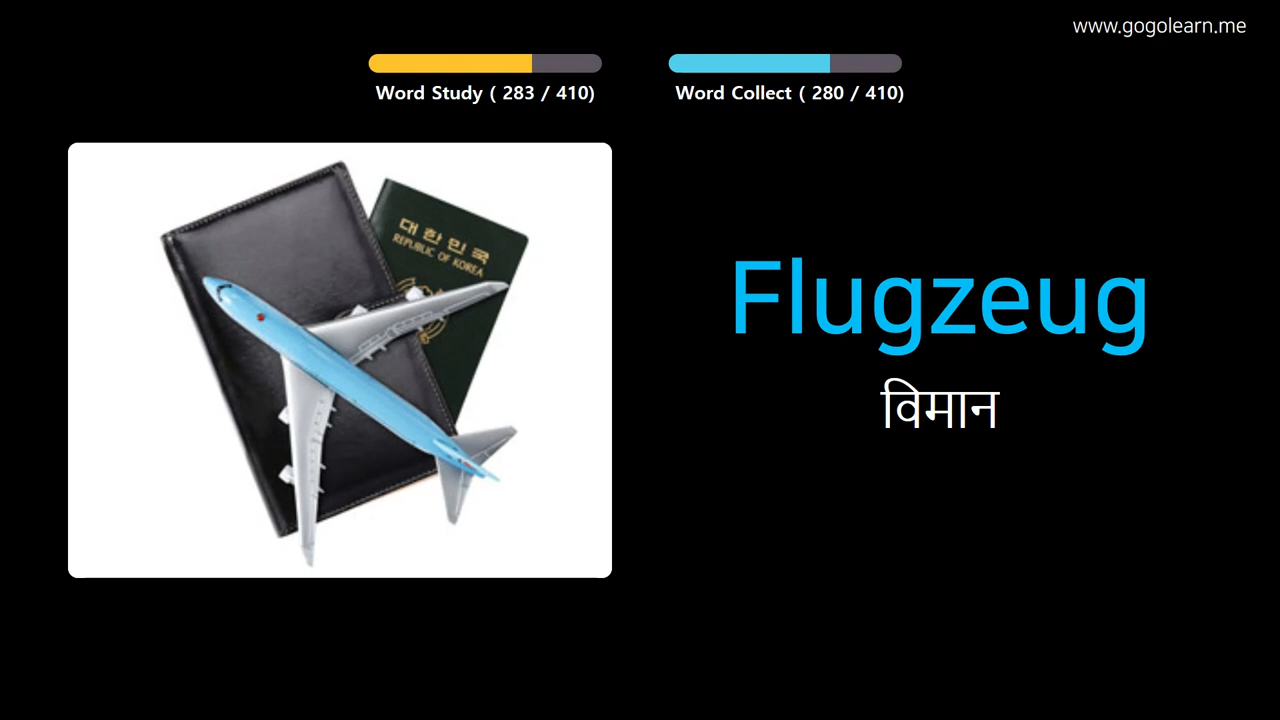 www.gogolearn.me
Word Study ( 283 / 410)
Word Collect ( 280 / 410)
대한민국
REPUBLIC OF KOREA
Flugzeug
विमान